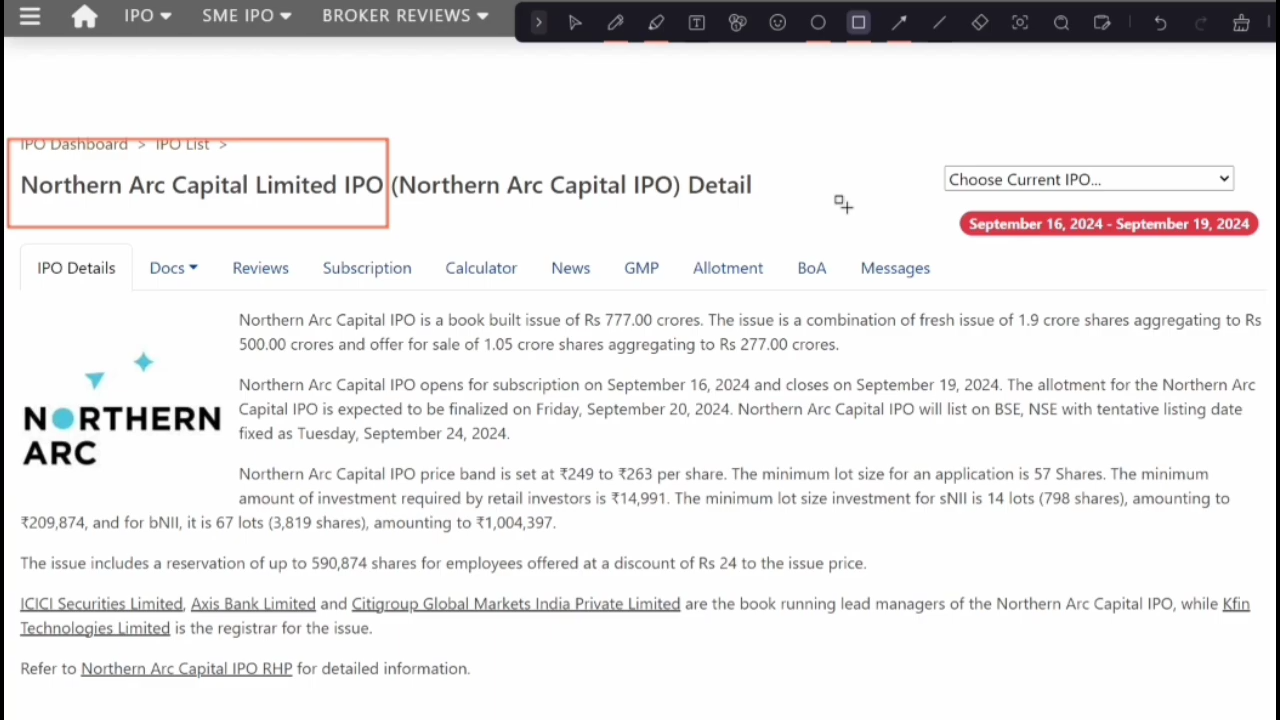 IPO SME IPO BROKER REVIEWS
IPO Dashboard > IPO List >
Northern Arc Capital Limited IPO (Northern Arc Capital IPO) Detail
Choose Current IPO...
September 16, 2024 - September 19, 2024
IPO Details Docs Reviews Subscription Calculator News GMP Allotment BoA Messages
NORTHERN
ARC
Northern Arc Capital IPO is a book built issue of Rs 777.00 crores. The issue is a combination of fresh issue of 1.9 crore shares aggregating to Rs
500.00 crores and offer for sale of 1.05 crore shares aggregating to Rs 277.00 crores.
Northern Arc Capital IPO opens for subscription on September 16, 2024 and closes on September 19, 2024. The allotment for the Northern Arc
Capital IPO is expected to be finalized on Friday, September 20, 2024. Northern Arc Capital IPO will list on BSE, NSE with tentative listing date
fixed as Tuesday, September 24, 2024.
Northern Arc Capital IPO price band is set at ₹249 to ₹263 per share. The minimum lot size for an application is 57 Shares. The minimum
amount of investment required by retail investors is ₹14,991. The minimum lot size investment for sNII is 14 lots (798 shares), amounting to
₹209,874, and for bNII, it is 67 lots (3,819 shares), amounting to ₹1,004,397.
The issue includes a reservation of up to 590,874 shares for employees offered at a discount of Rs 24 to the issue price.
ICICI Securities Limited, Axis Bank Limited and Citigroup Global Markets India Private Limited are the book running lead managers of the Northern Arc Capital IPO, while Kfin
Technologies Limited is the registrar for the issue.
Refer to Northern Arc Capital IPO RHP for detailed information.